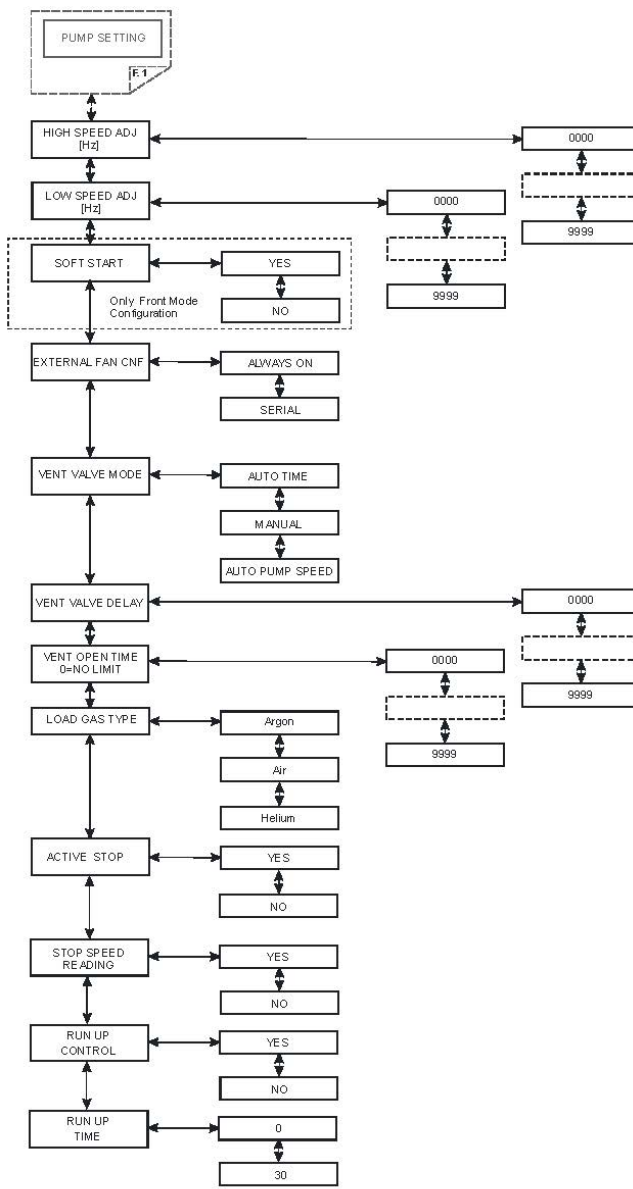 PUMP SETTING
F.1
HIGH SPEED ADJ
[Hz]
0000
9999
LOW SPEED ADJ
[Hz]
0000
9999
SOFT START
YES
NO
Only Front Mode
Configuration
EXTERNAL FAN CNF
ALWAYS ON
SERIAL
VENT VALVE MODE
AUTO TIME
MANUAL
AUTO PUMP SPEED
VENT VALVE DELAY
0000
9999
VENT OPEN TIME
0=NO LIMIT
0000
9999
LOAD GAS TYPE
Argon
Air
Helium
ACTIVE STOP
YES
NO
STOP SPEED
READING
YES
NO
RUN UP
CONTROL
YES
NO
RUN UP
TIME
0
30